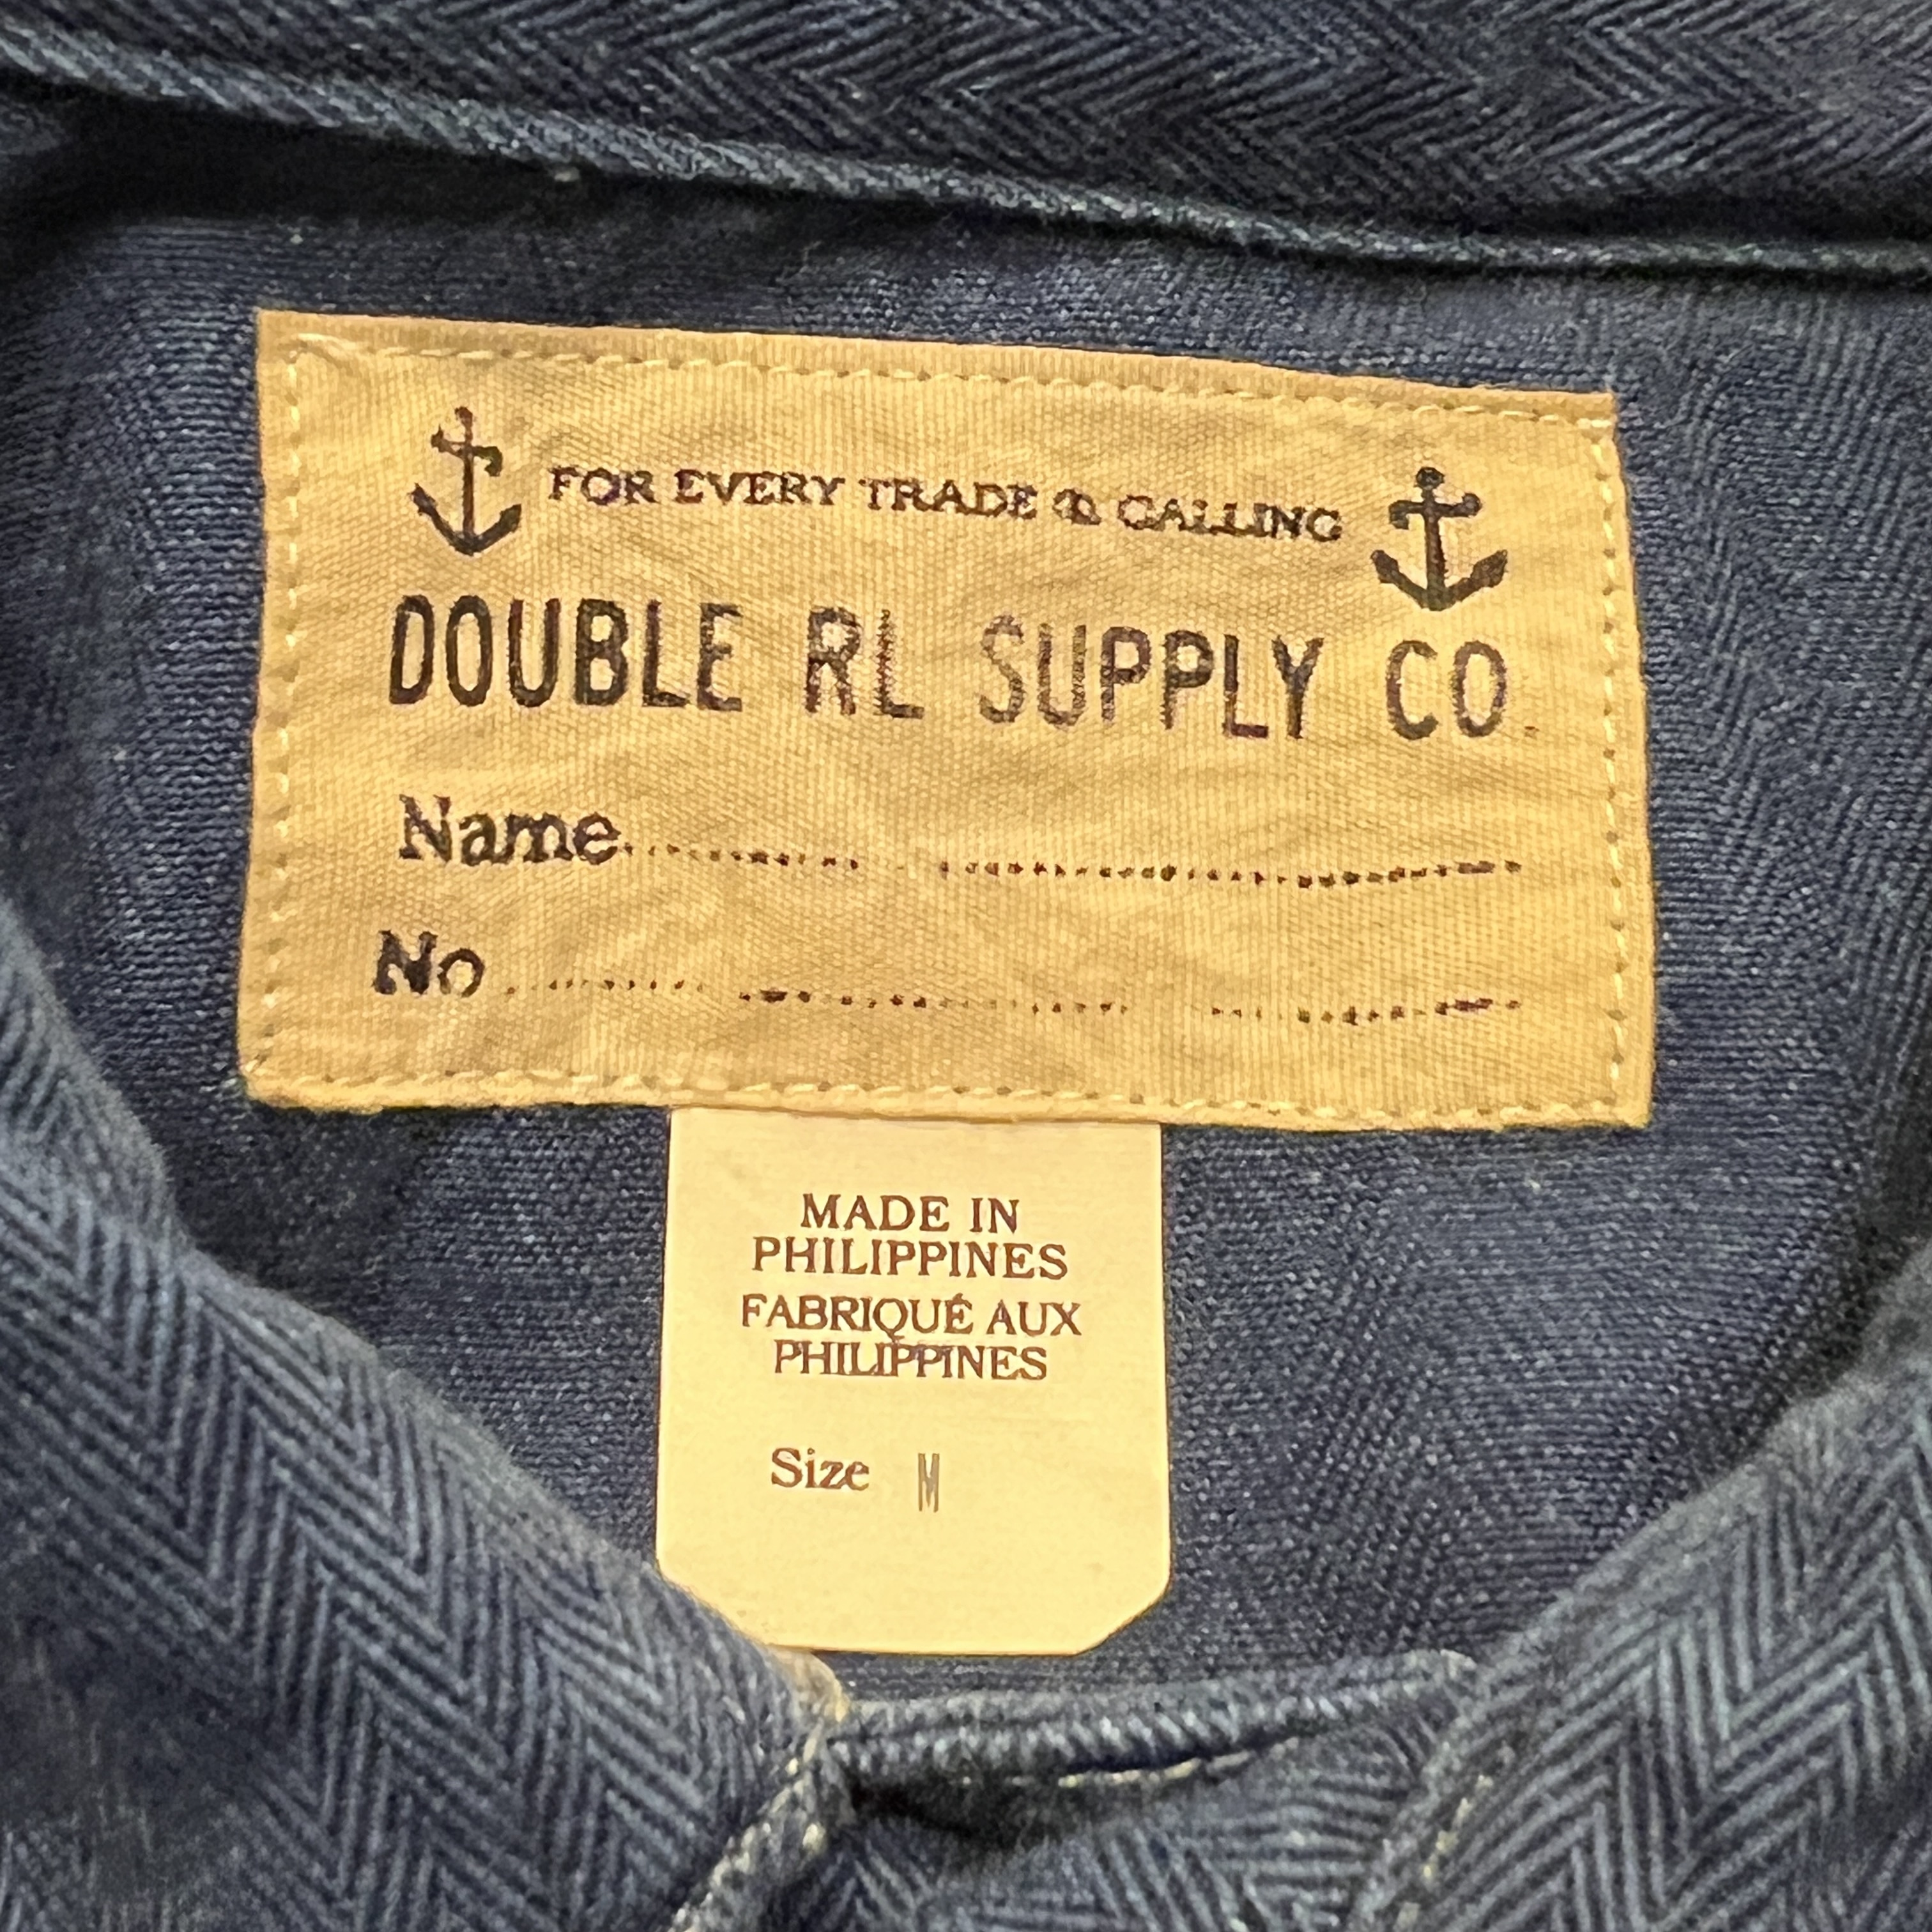 FOR EVERY TRADE & CALLING
DOUBLE RL SUPPLY CO.
Name
No
MADE IN
PHILIPPINES
FABRIQUÉ AUX
PHILIPPINES
Size M